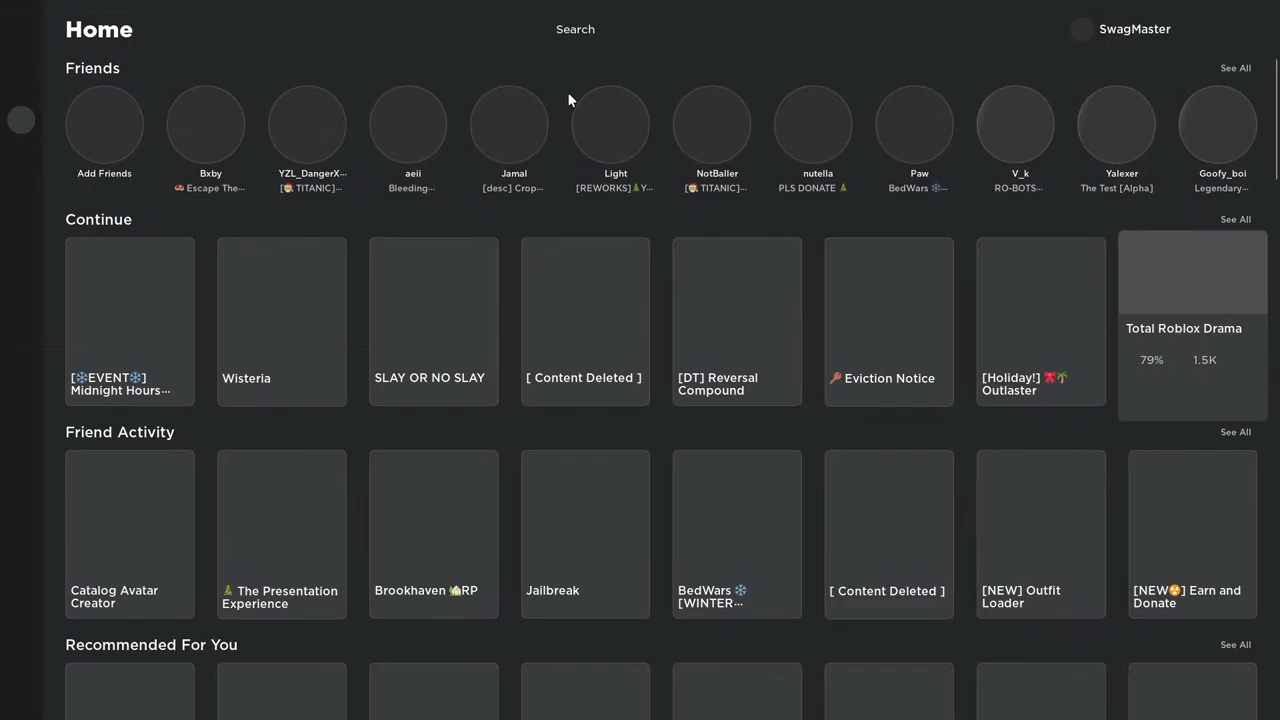 Home
Search
SwagMaster
Friends
See All
Add Friends
Bxby
YZL_DangerX...
aeii
Jamal
Light
NotBaller
nutella
Paw
V_k
Yalexer
Goofy_boi
🏎️ Escape The...
[🎅 TITANIC]...
Bleeding...
[desc] Crop...
[REWORKS]🎄Y...
[🎅 TITANIC]...
PLS DONATE 🎄
BedWars ❄️...
RO-BOTS...
The Test [Alpha]
Legendary...
Continue
See All
[❄️EVENT❄️]
Midnight Hours...
Wisteria
SLAY OR NO SLAY
[ Content Deleted ]
[DT] Reversal
Compound
🔑 Eviction Notice
[Holiday!] 🎀🌴
Outlaster
Total Roblox Drama
79%
1.5K
Friend Activity
See All
Catalog Avatar
Creator
🎄 The Presentation
Experience
Brookhaven 🏡RP
Jailbreak
BedWars ❄️
[WINTER...
[ Content Deleted ]
[NEW] Outfit
Loader
[NEW🤩] Earn and
Donate
Recommended For You
See All